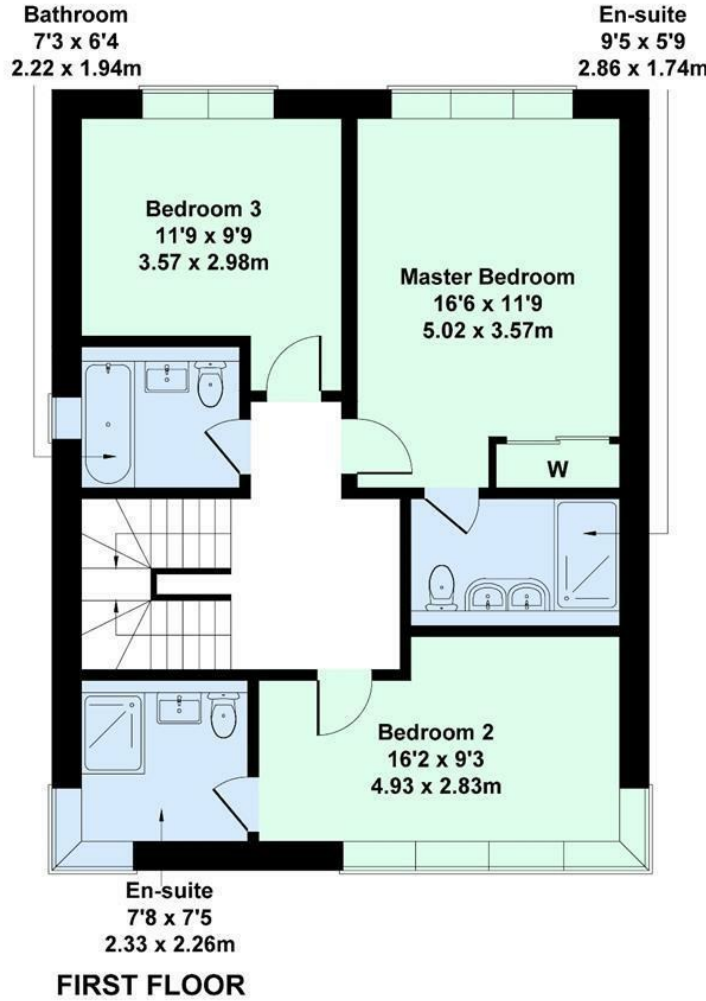 Bathroom
7'3 x 6'4
2.22 x 1.94m
En-suite
9'5 x 5'9
2.86 x 1.74m
Bedroom 3
11'9 x 9'9
3.57 x 2.98m
Master Bedroom
16'6 x 11'9
5.02 x 3.57m
W
Bedroom 2
16'2 x 9'3
4.93 x 2.83m
En-suite
7'8 x 7'5
2.33 x 2.26m
FIRST FLOOR